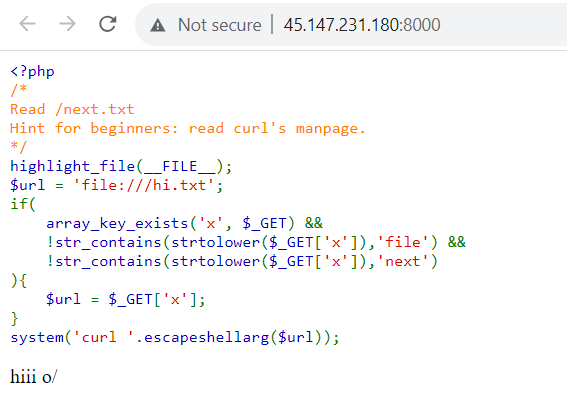 Not secure | 45.147.231.180:8000
<?php
/*
Read /next.txt
Hint for beginners: read curl's manpage.
*/
highlight_file(__FILE__);
$url = 'file:///hi.txt';
if(
    array_key_exists('x', $_GET) &&
    !str_contains(strtolower($_GET['x']),'file') &&
    !str_contains(strtolower($_GET['x']),'next')
){
    $url = $_GET['x'];
}
system('curl '.escapeshellarg($url));
hiii o/